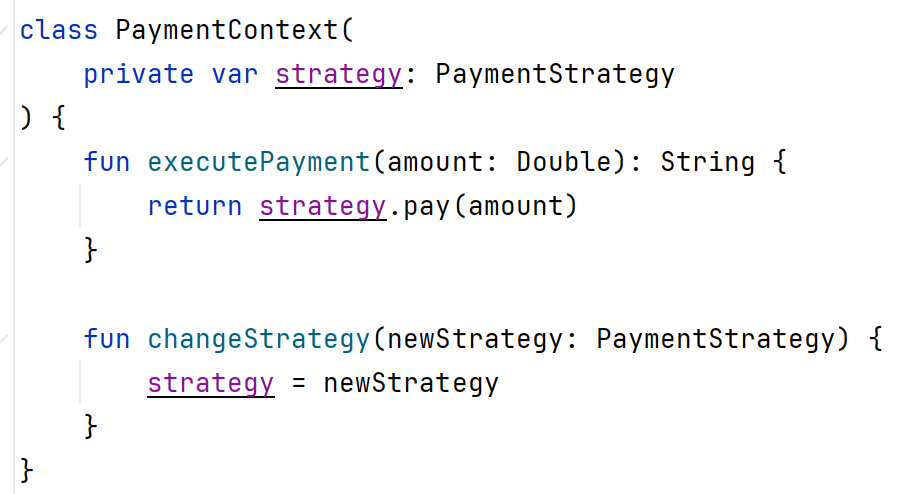 class PaymentContext(
    private var strategy: PaymentStrategy
) {
    fun executePayment(amount: Double): String {
        return strategy.pay(amount)
    }

    fun changeStrategy(newStrategy: PaymentStrategy) {
        strategy = newStrategy
    }
}